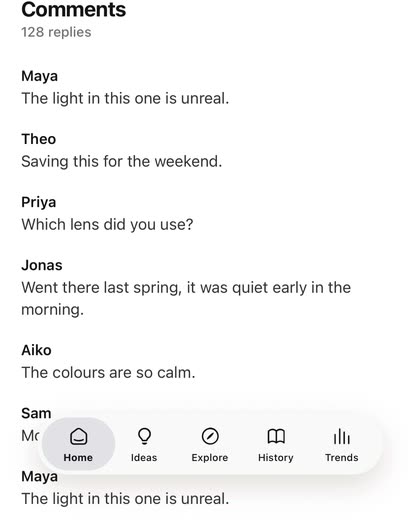 Comments
128 replies
Maya
The light in this one is unreal.
Theo
Saving this for the weekend.
Priya
Which lens did you use?
Jonas
Went there last spring, it was quiet early in the
morning.
Aiko
The colours are so calm.
Sam
Home
Ideas
Explore
History
Trends
Maya
The light in this one is unreal.